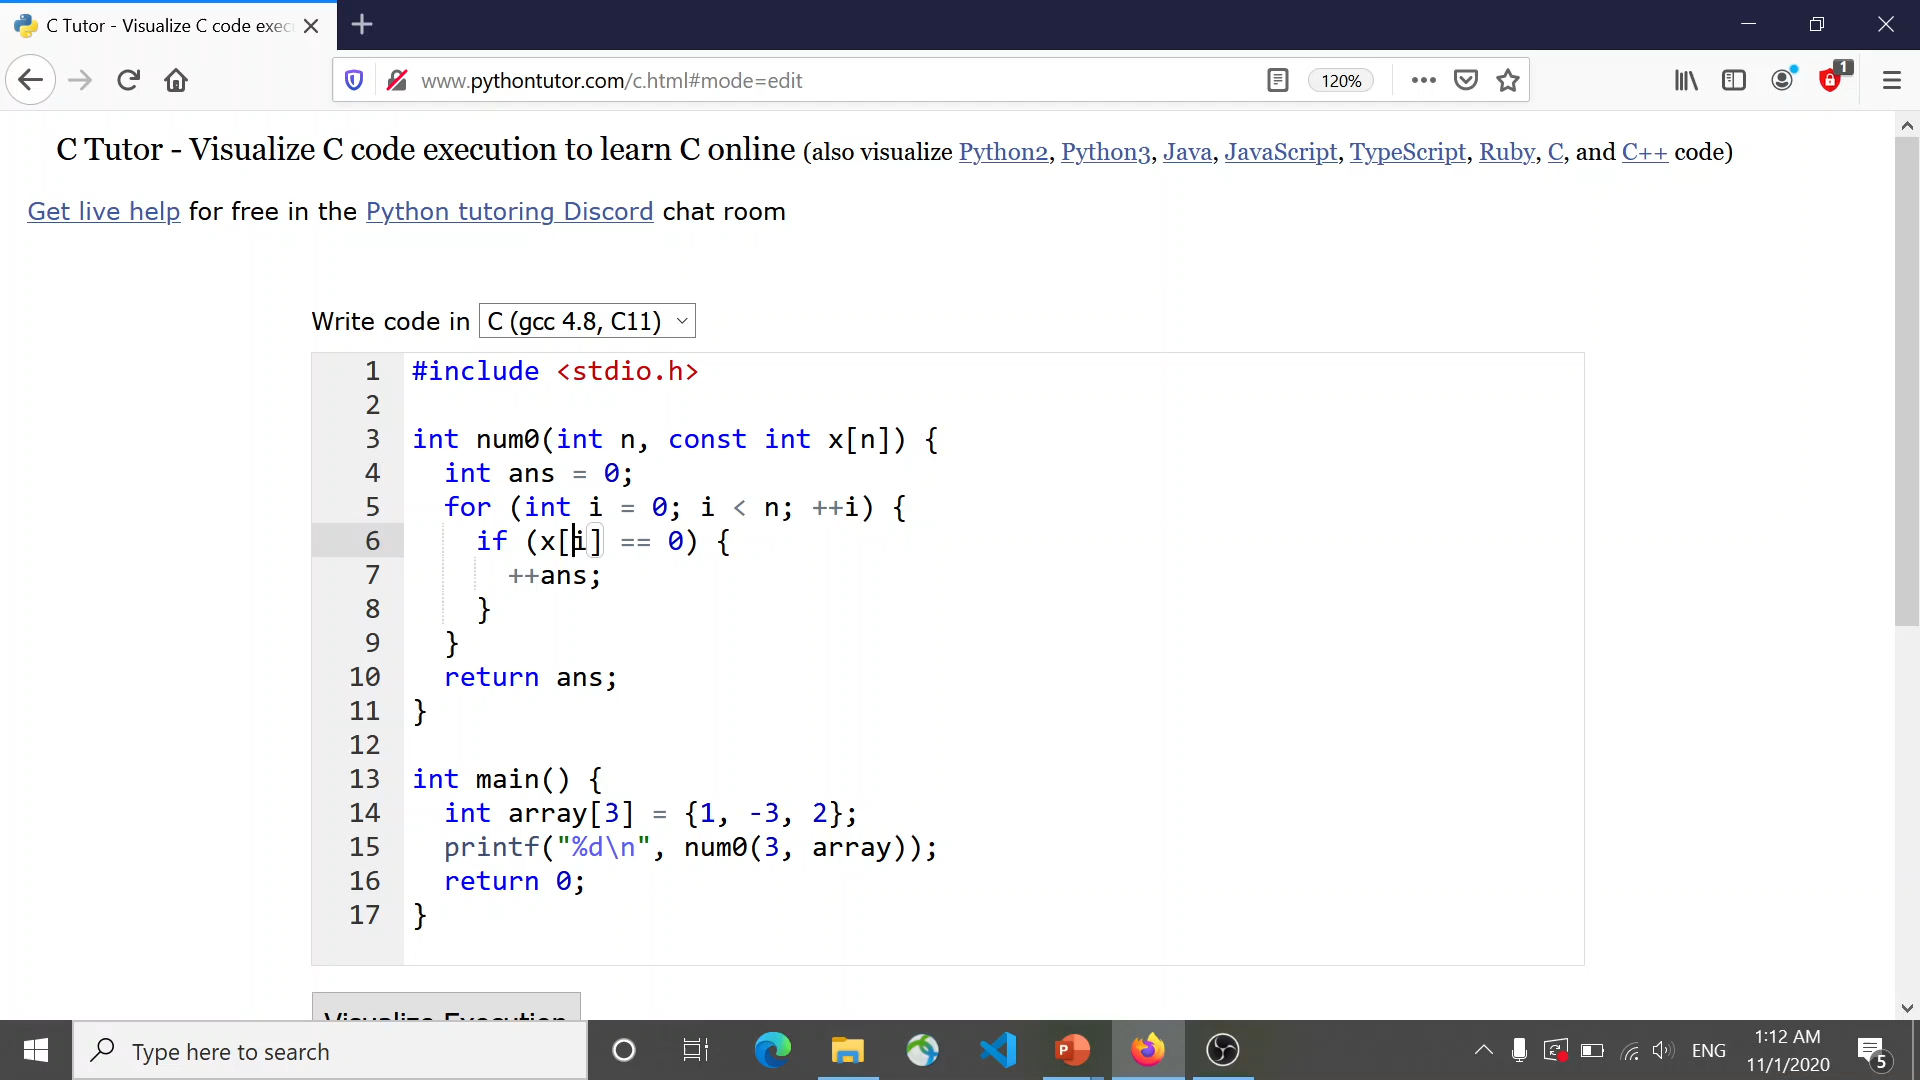 C Tutor - Visualize C code exec
www.pythontutor.com/c.html#mode=edit
120%
1
C Tutor - Visualize C code execution to learn C online (also visualize Python2, Python3, Java, JavaScript, TypeScript, Ruby, C, and C++ code)
Get live help for free in the Python tutoring Discord chat room
Write code in C (gcc 4.8, C11)
1 #include <stdio.h>
2
3 int num0(int n, const int x[n]) {
4 int ans = 0;
5 for (int i = 0; i < n; ++i) {
6 if (x[i] == 0) {
7 ++ans;
8 }
9 }
10 return ans;
11 }
12
13 int main() {
14 int array[3] = {1, -3, 2};
15 printf("%d\n", num0(3, array));
16 return 0;
17 }
Visualize Execution
Type here to search
ENG
1:12 AM
11/1/2020
5